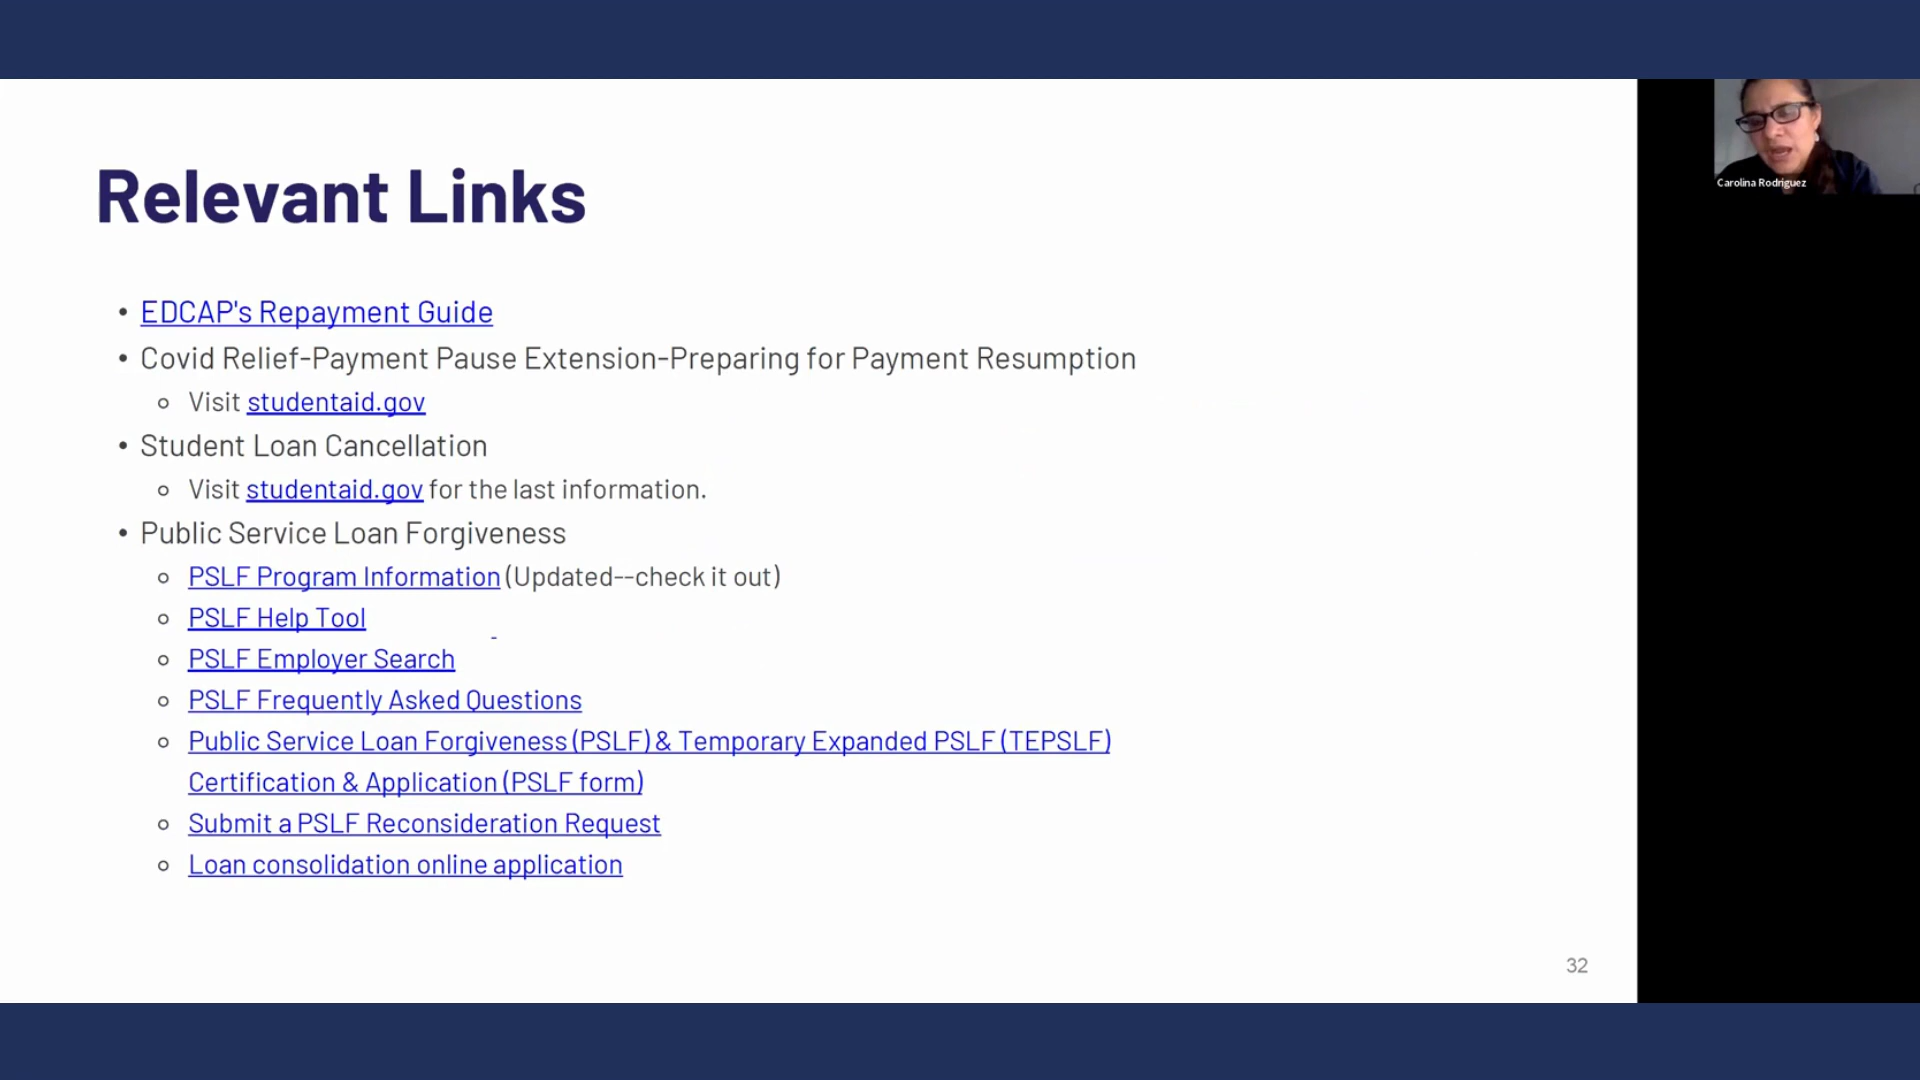 Relevant Links
• EDCAP's Repayment Guide
• Covid Relief-Payment Pause Extension-Preparing for Payment Resumption
○ Visit studentaid.gov
• Student Loan Cancellation
○ Visit studentaid.gov for the last information.
• Public Service Loan Forgiveness
○ PSLF Program Information (Updated--check it out)
○ PSLF Help Tool
○ PSLF Employer Search
○ PSLF Frequently Asked Questions
○ Public Service Loan Forgiveness (PSLF) & Temporary Expanded PSLF (TEPSLF)
Certification & Application (PSLF form)
○ Submit a PSLF Reconsideration Request
○ Loan consolidation online application
32
Carolina Rodriguez